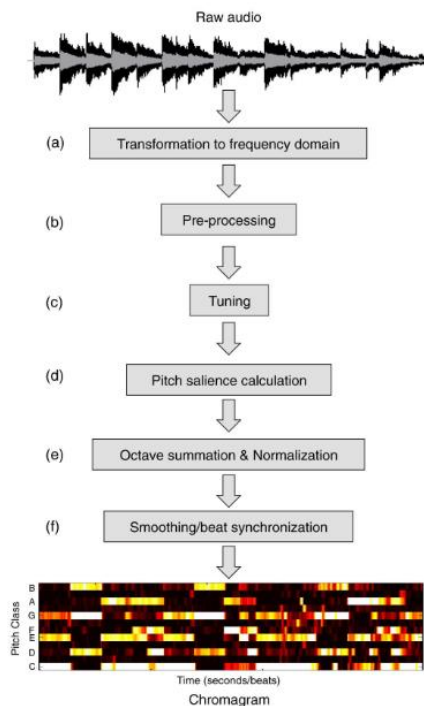 Raw audio
(a) Transformation to frequency domain
(b) Pre-processing
(c) Tuning
(d) Pitch salience calculation
(e) Octave summation & Normalization
(f) Smoothing/beat synchronization
Pitch Class
B
A
G
F
E
D
C
Time (seconds/beats)
Chromagram